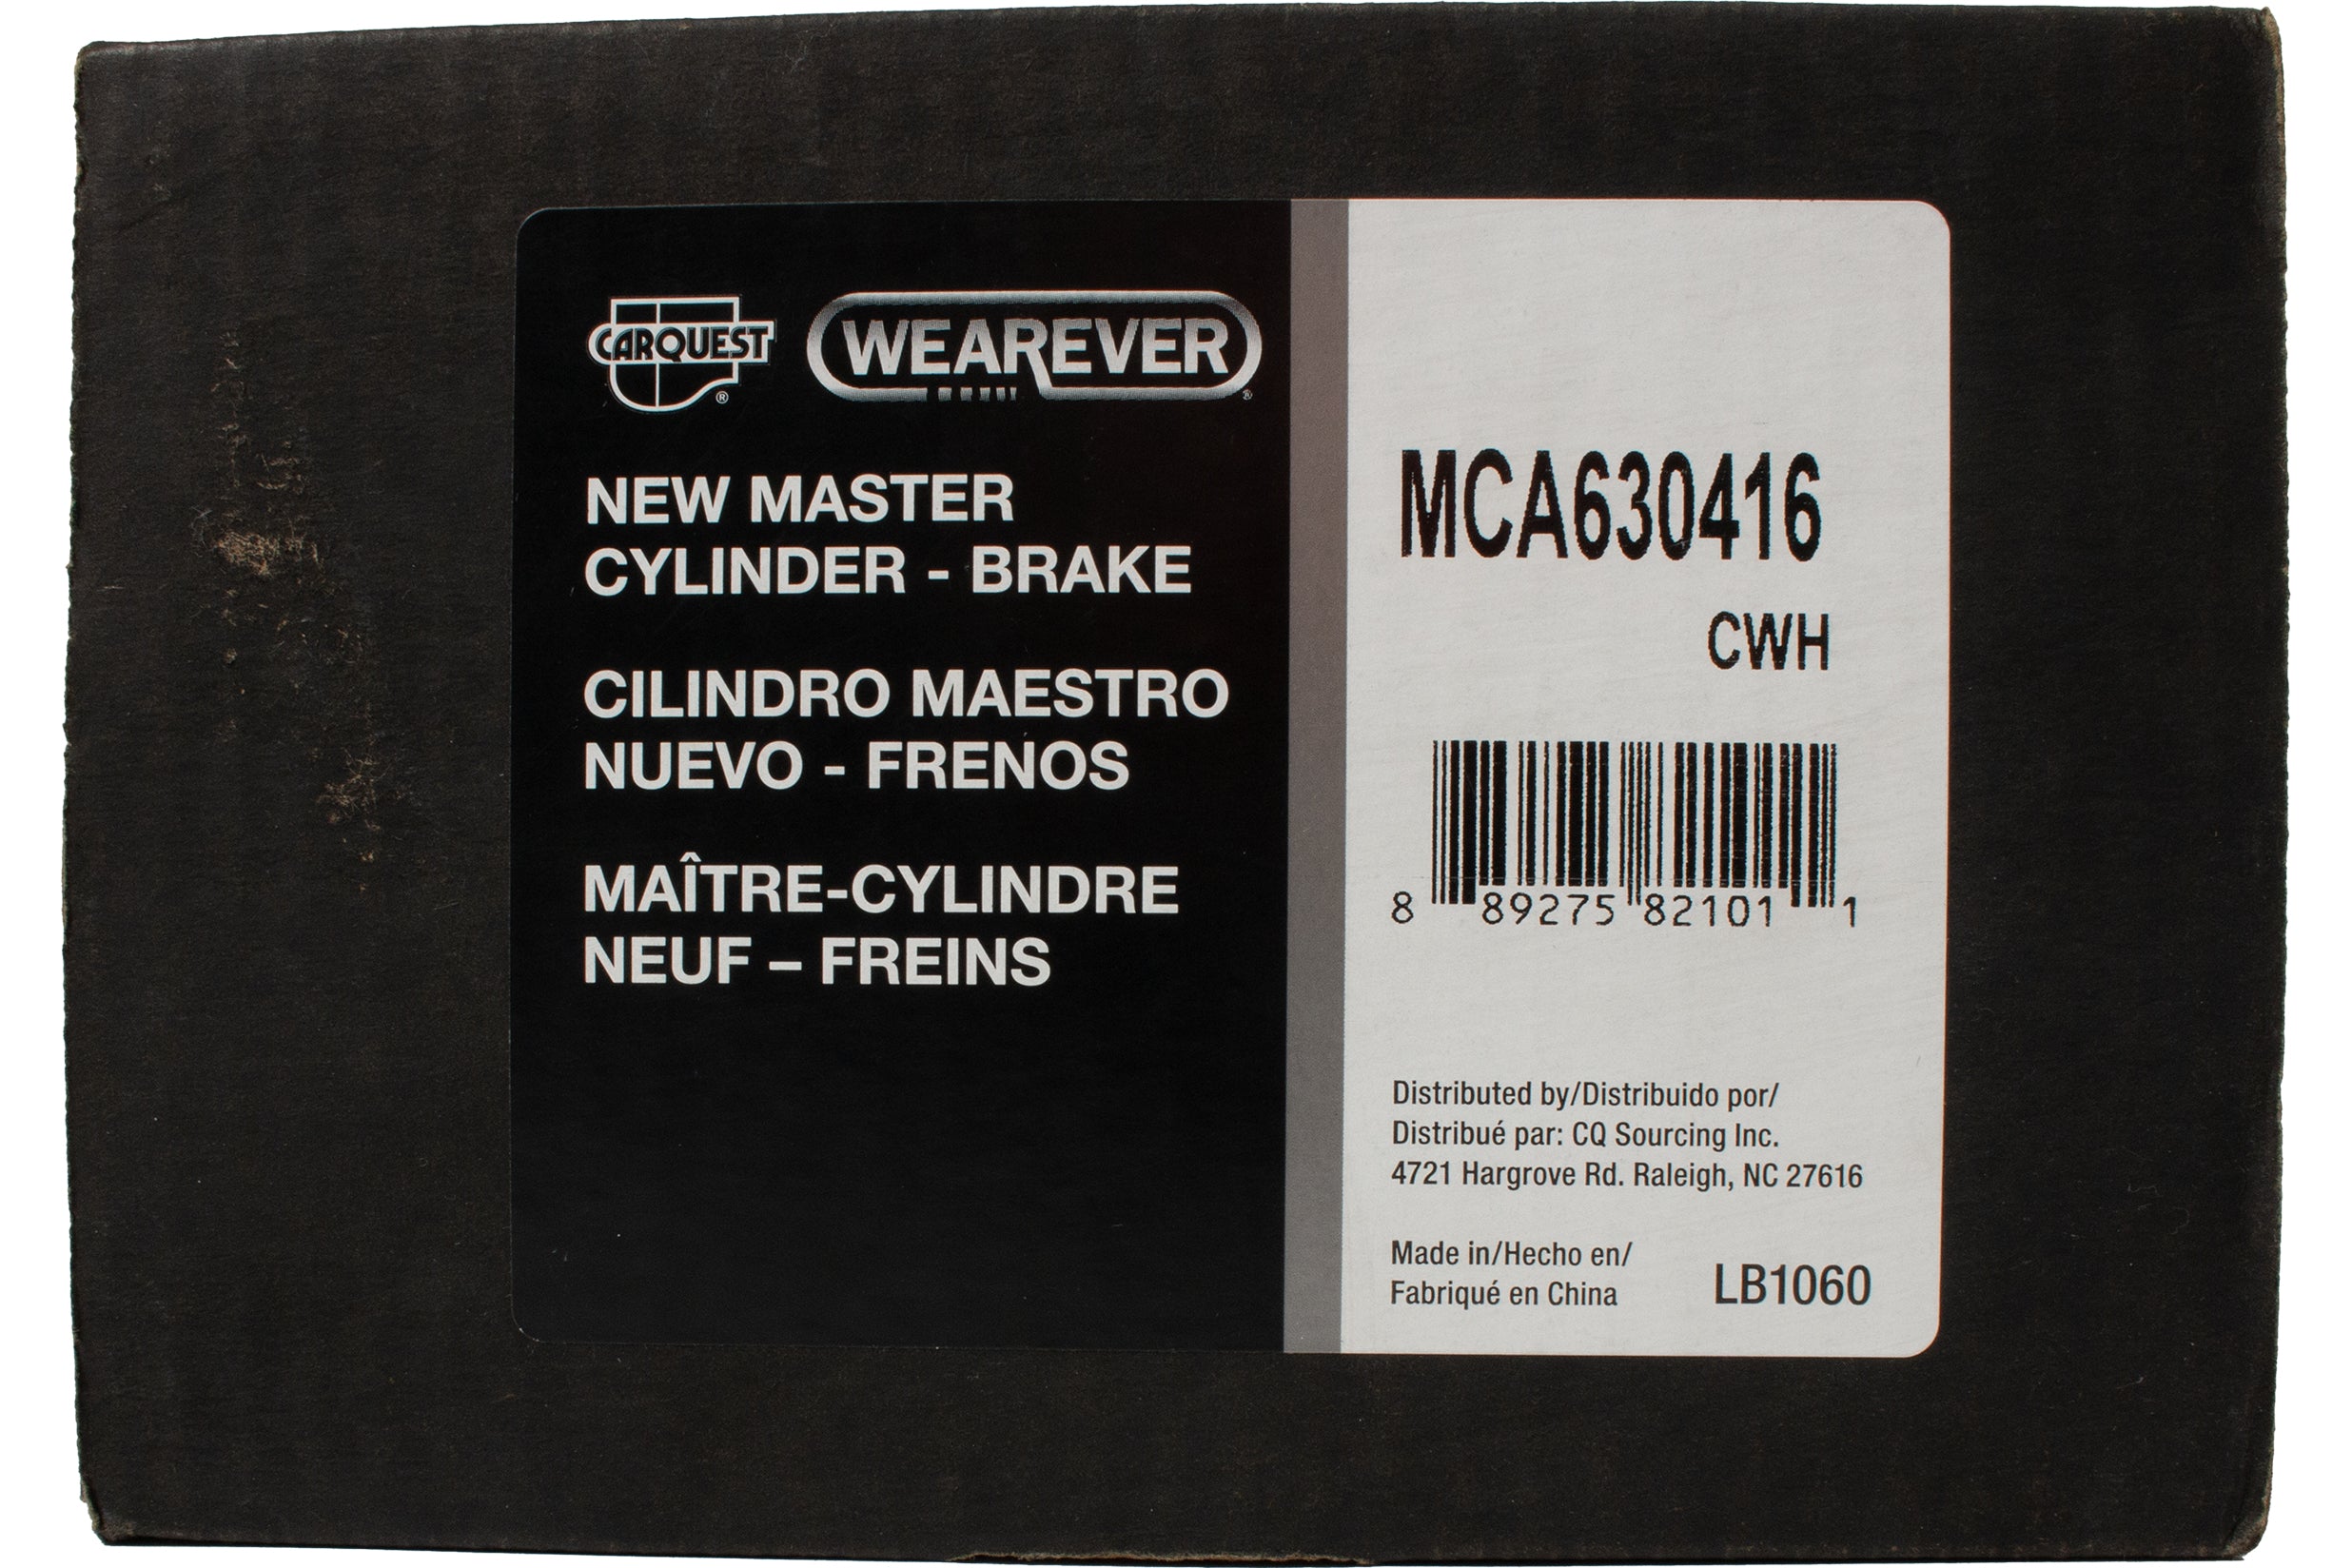 CARQUEST
®
WEAREVER
®
NEW MASTER
CYLINDER - BRAKE
CILINDRO MAESTRO
NUEVO - FRENOS
MAÎTRE-CYLINDRE
NEUF – FREINS
MCA630416
CWH
8 89275 82101 1
Distributed by/Distribuido por/
Distribué par: CQ Sourcing Inc.
4721 Hargrove Rd. Raleigh, NC 27616
Made in/Hecho en/
Fabriqué en China
LB1060